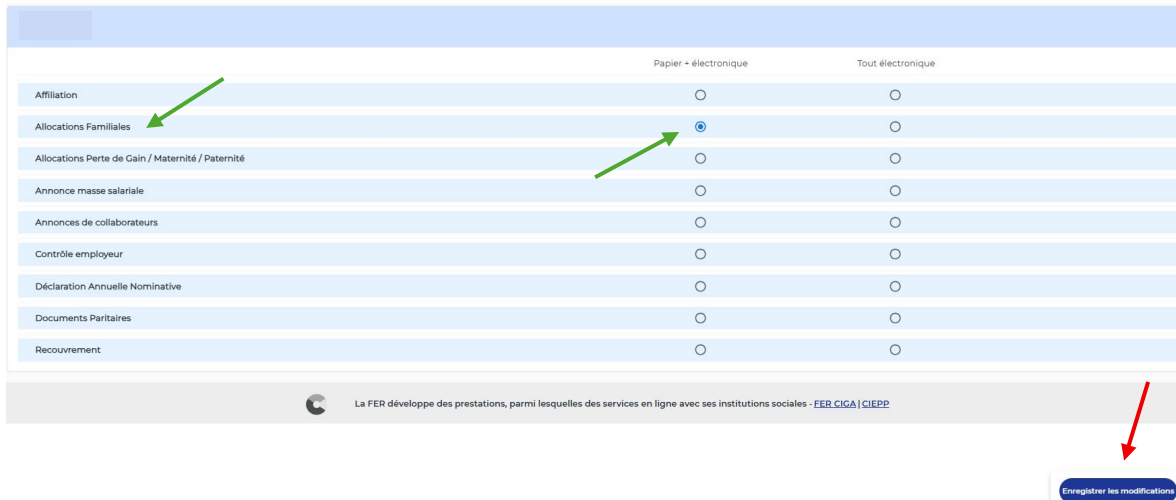 Papier + électronique Tout électronique
Affiliation
Allocations Familiales
Allocations Perte de Gain / Maternité / Paternité
Annonce masse salariale
Annonces de collaborateurs
Contrôle employeur
Déclaration Annuelle Nominative
Documents Paritaires
Recouvrement
La FER développe des prestations, parmi lesquelles des services en ligne avec ses institutions sociales - FER CIGA | CIEPP
Enregistrer les modifications